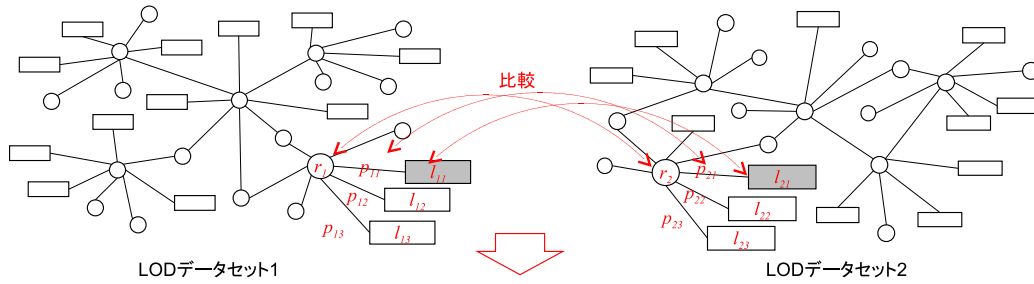 比較
r1
p11
l11
p12
l12
p13
l13
LODデータセット1
r2
p21
l21
p22
l22
p23
l23
LODデータセット2